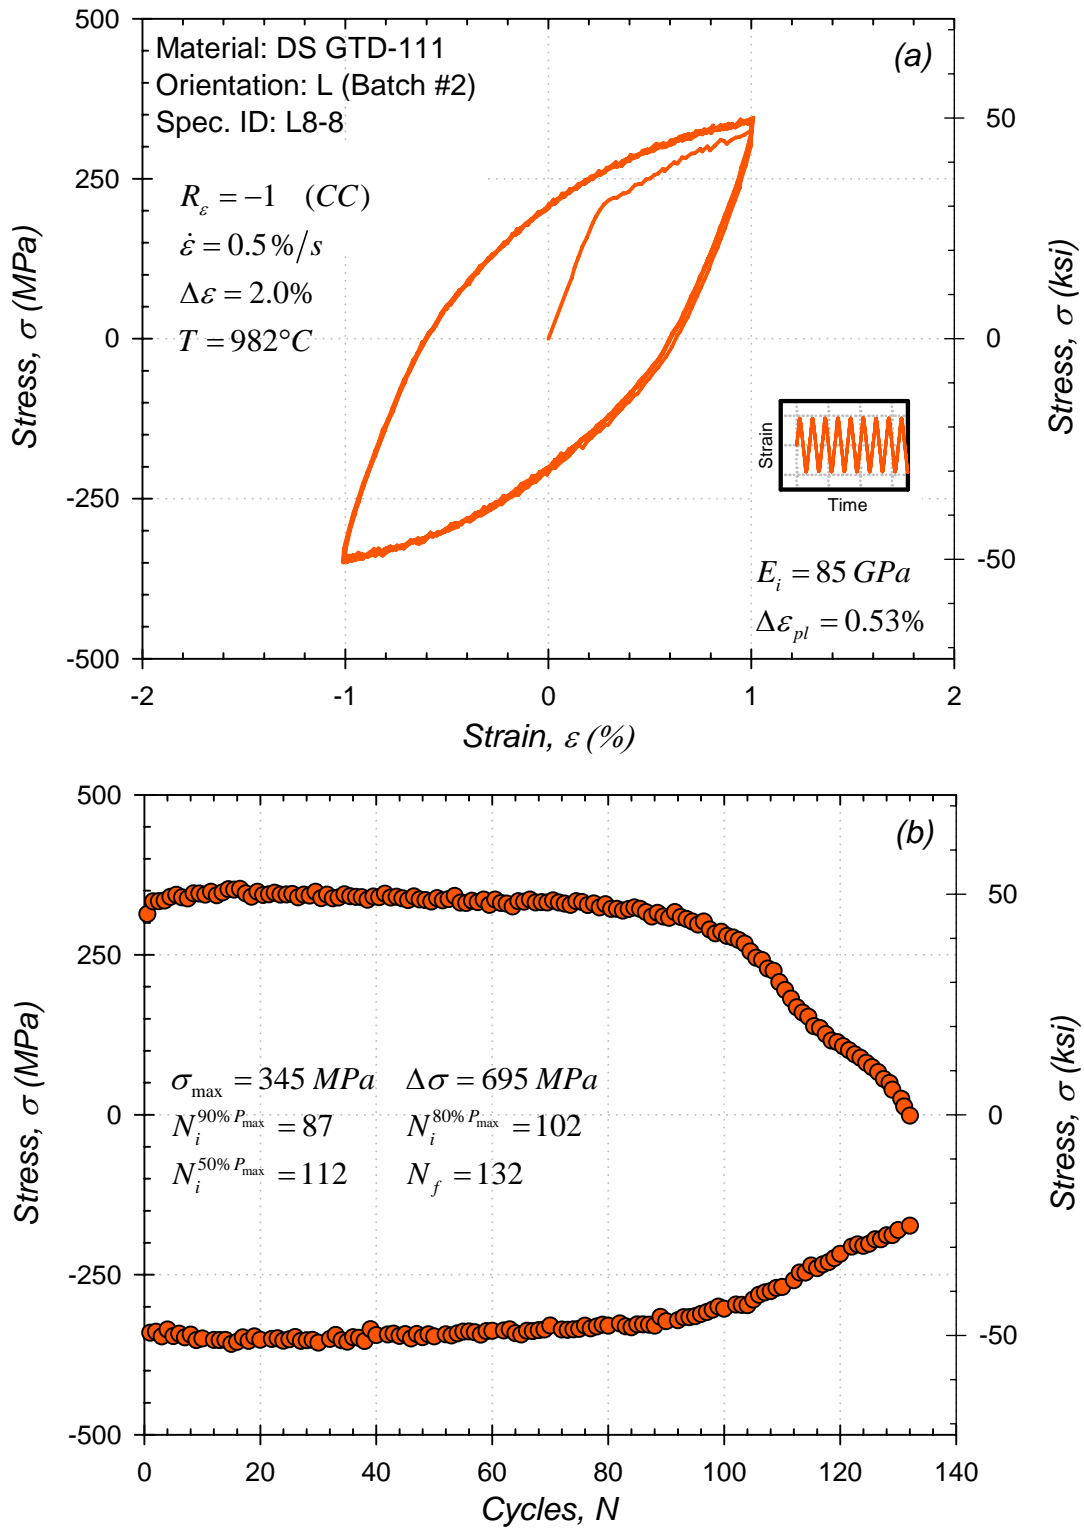 500
250
0
-250
-500
Stress, σ (MPa)
Material: DS GTD-111
Orientation: L (Batch #2)
Spec. ID: L8-8
(a)
R_ε = −1 (CC)
ε̇ = 0.5%/s
Δε = 2.0%
T = 982°C
50
0
-50
Stress, σ (ksi)
Strain
Time
E_i = 85 GPa
Δε_pl = 0.53%
-2 -1 0 1 2
Strain, ε (%)
500
250
0
-250
-500
Stress, σ (MPa)
(b)
50
0
-50
Stress, σ (ksi)
σ_max = 345 MPa Δσ = 695 MPa
N_i^90% P_max = 87 N_i^80% P_max = 102
N_i^50% P_max = 112 N_f = 132
0 20 40 60 80 100 120 140
Cycles, N